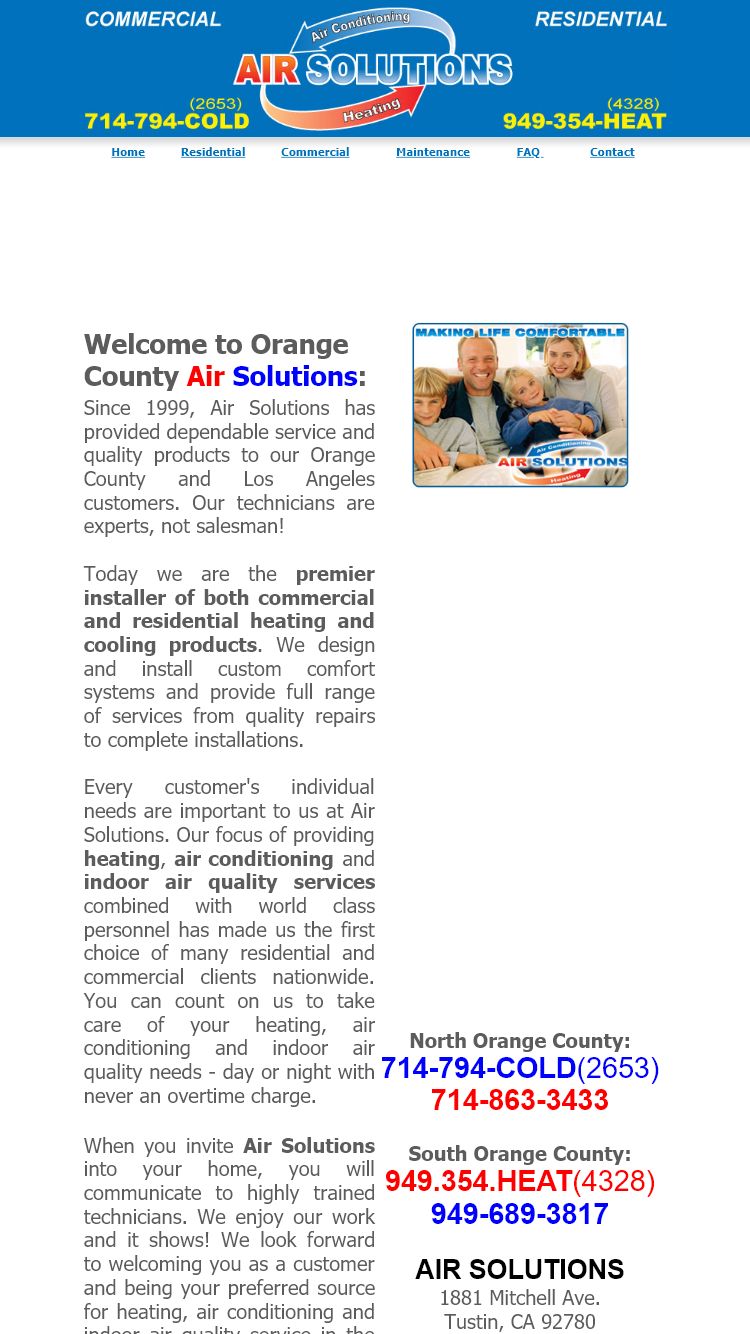 COMMERCIAL
RESIDENTIAL
Air Conditioning
AIR SOLUTIONS
Heating
(2653)
714-794-COLD
(4328)
949-354-HEAT
Home Residential Commercial Maintenance FAQ Contact
Welcome to Orange
County Air Solutions:
Since 1999, Air Solutions has
provided dependable service and
quality products to our Orange
County and Los Angeles
customers. Our technicians are
experts, not salesman!
Today we are the premier
installer of both commercial
and residential heating and
cooling products. We design
and install custom comfort
systems and provide full range
of services from quality repairs
to complete installations.
Every customer's individual
needs are important to us at Air
Solutions. Our focus of providing
heating, air conditioning and
indoor air quality services
combined with world class
personnel has made us the first
choice of many residential and
commercial clients nationwide.
You can count on us to take
care of your heating, air
conditioning and indoor air
quality needs - day or night with
never an overtime charge.
When you invite Air Solutions
into your home, you will
communicate to highly trained
technicians. We enjoy our work
and it shows! We look forward
to welcoming you as a customer
and being your preferred source
for heating, air conditioning and
indoor air quality service in the
MAKING LIFE COMFORTABLE
Air Conditioning
AIR SOLUTIONS
Heating
North Orange County:
714-794-COLD(2653)
714-863-3433
South Orange County:
949.354.HEAT(4328)
949-689-3817
AIR SOLUTIONS
1881 Mitchell Ave.
Tustin, CA 92780